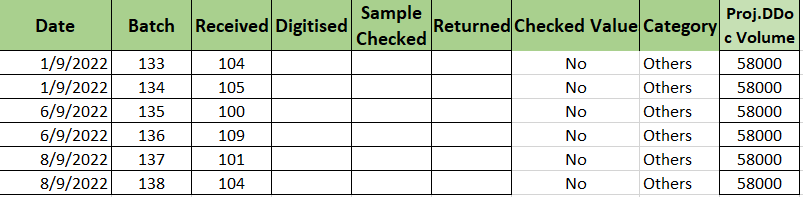 Date Batch Received Digitised Sample Checked Returned Checked Value Category Proj.DDo c Volume
1/9/2022 133 104 No Others 58000
1/9/2022 134 105 No Others 58000
6/9/2022 135 100 No Others 58000
6/9/2022 136 109 No Others 58000
8/9/2022 137 101 No Others 58000
8/9/2022 138 104 No Others 58000